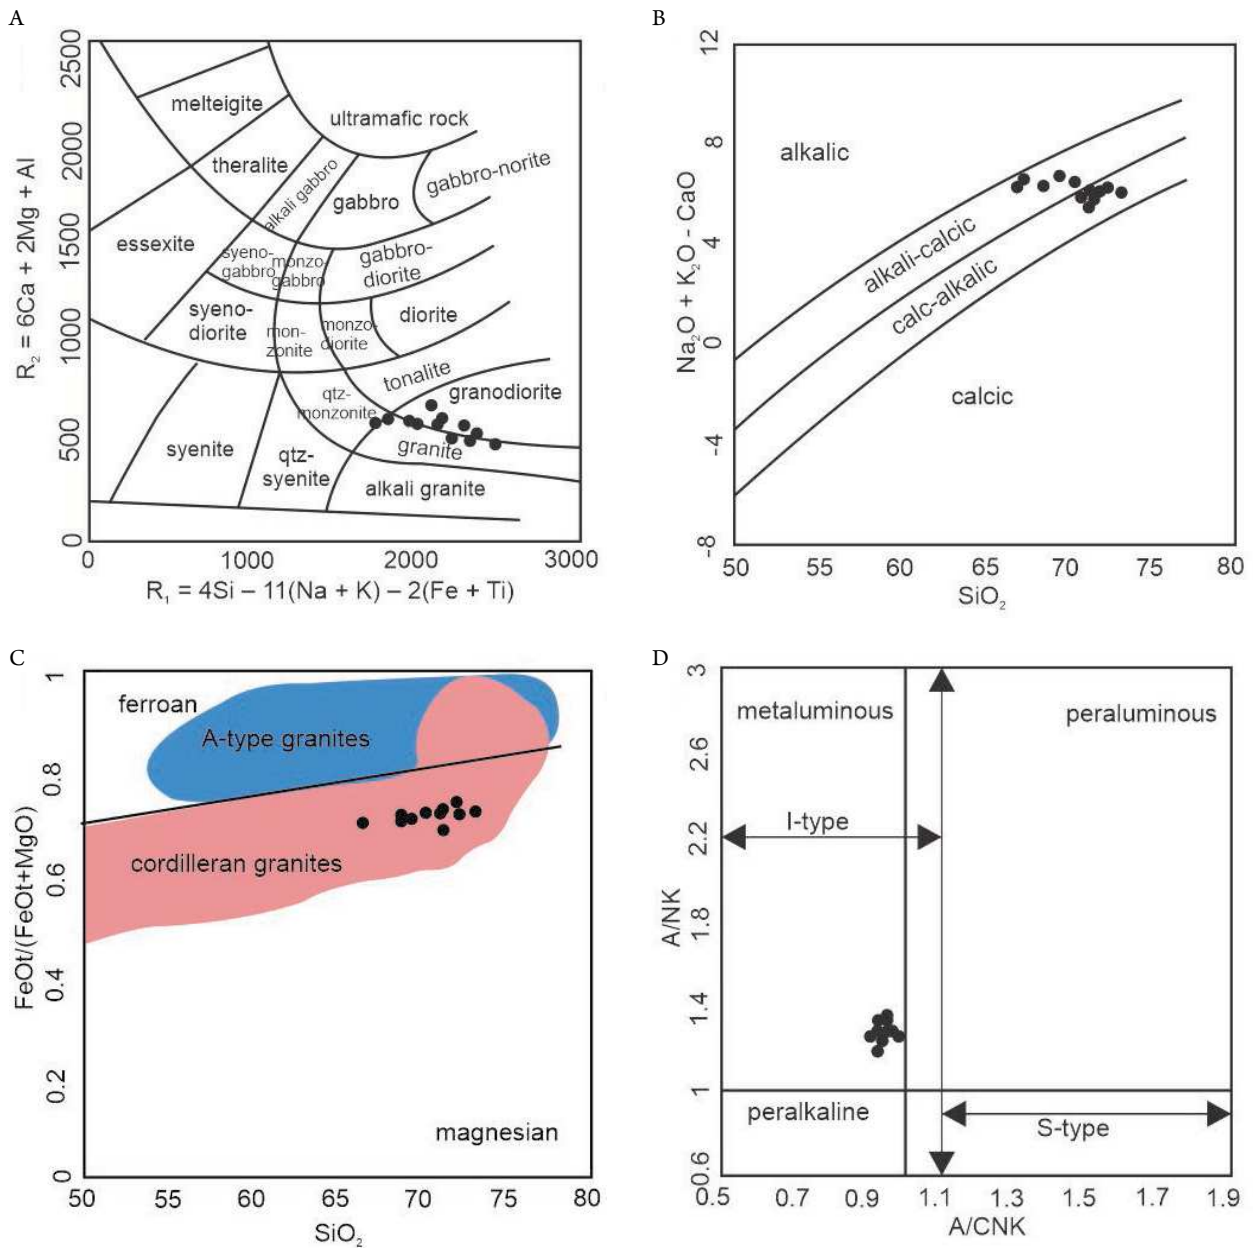 A
R₂ = 6Ca + 2Mg + Al
2500
2000
1500
1000
500
0
melteigite
ultramafic rock
theralite
alkali gabbro
gabbro-norite
gabbro
essexite
syeno-
gabbro
monzo-
gabbro
gabbro-
diorite
syeno-
diorite
mon-
zonite
monzo-
diorite
diorite
tonalite
granodiorite
qtz-
monzonite
granite
syenite
qtz-
syenite
alkali granite
0
1000
2000
3000
R₁ = 4Si – 11(Na + K) – 2(Fe + Ti)
B
Na₂O + K₂O - CaO
12
8
4
0
-4
-8
alkalic
alkali-calcic
calc-alkalic
calcic
50
55
60
65
70
75
80
SiO₂
C
FeOt/(FeOt+MgO)
1
0.8
0.6
0.4
0.2
0
ferroan
A-type granites
cordilleran granites
magnesian
50
55
60
65
70
75
80
SiO₂
D
A/NK
3
2.6
2.2
1.8
1.4
1
0.6
metaluminous
peraluminous
I-type
peralkaline
S-type
0.5
0.7
0.9
1.1
1.3
1.5
1.7
1.9
A/CNK